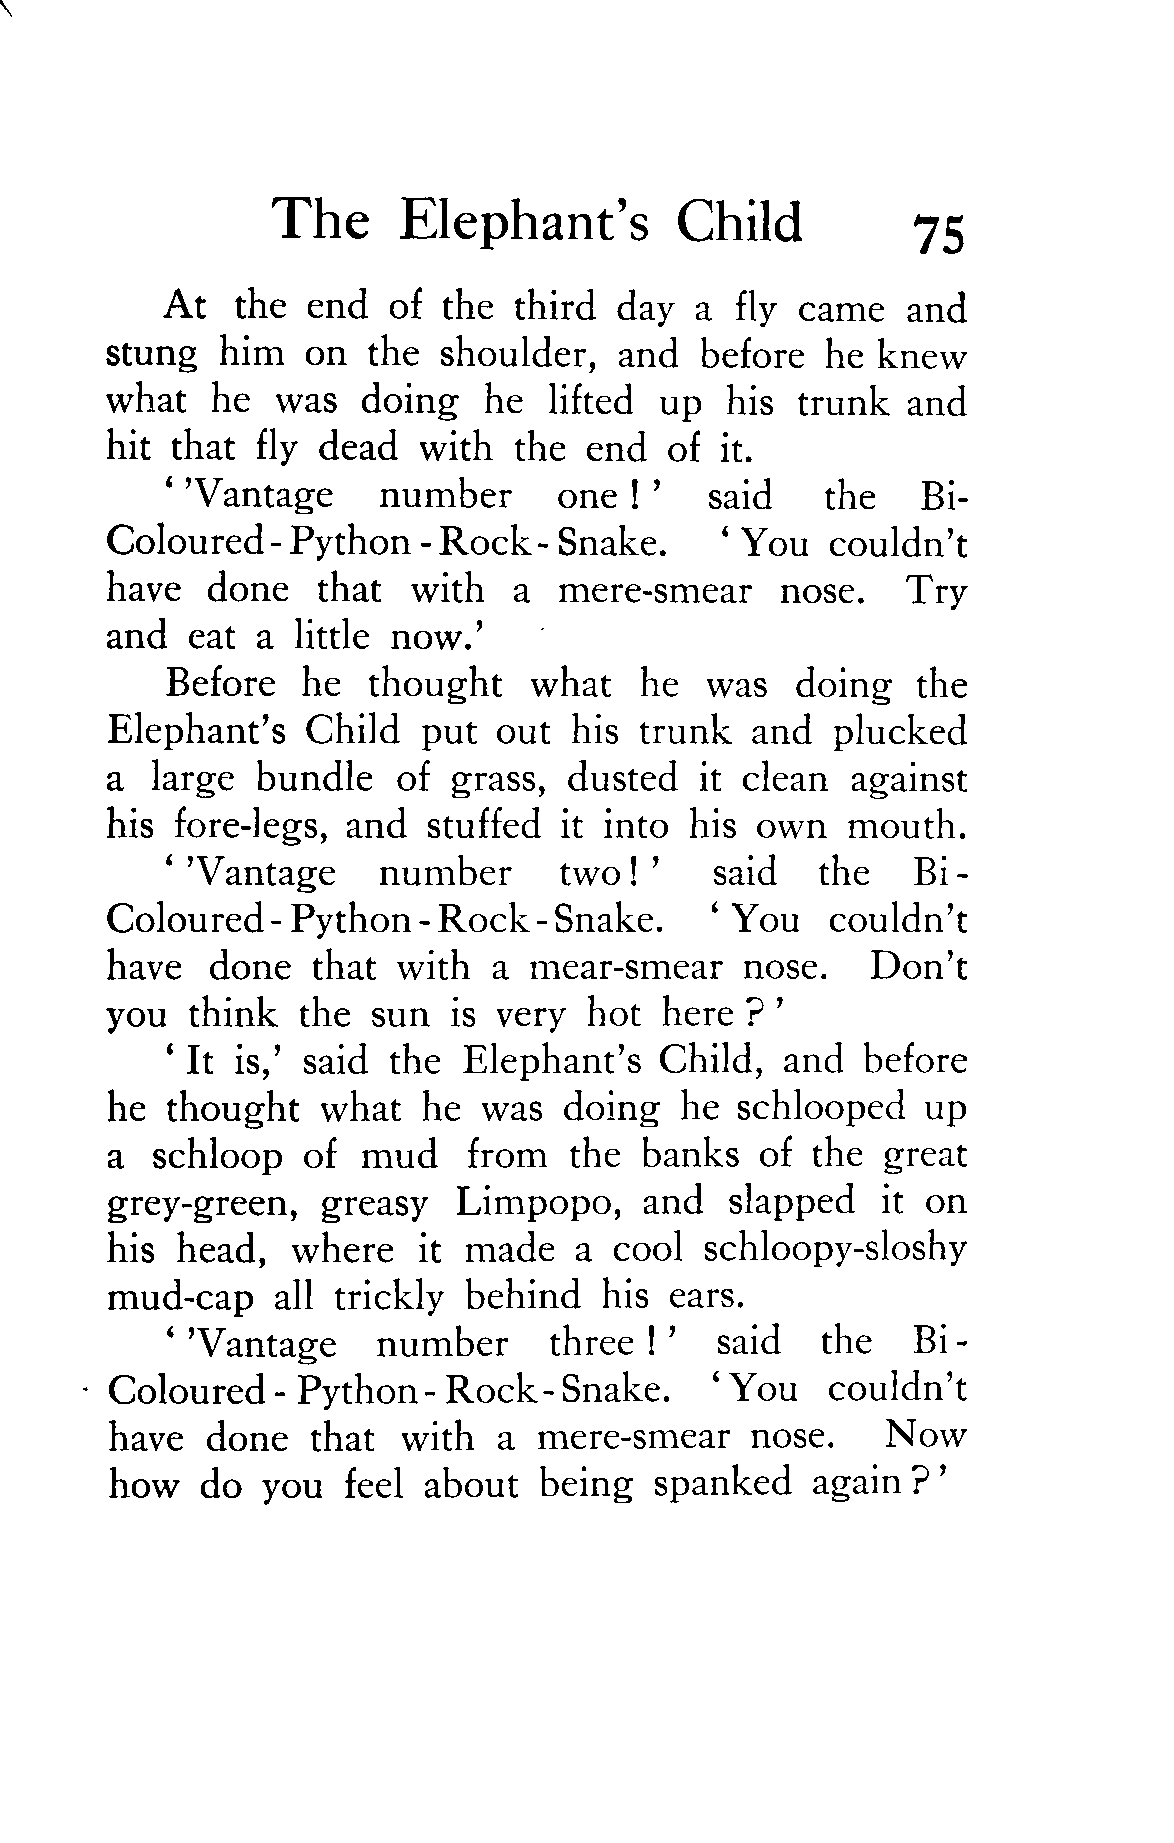 The Elephant's Child 75
At the end of the third day a fly came and
stung him on the shoulder, and before he knew
what he was doing he lifted up his trunk and
hit that fly dead with the end of it.
‘ ’Vantage number one ! ’ said the Bi-
Coloured - Python - Rock - Snake. ‘ You couldn't
have done that with a mere-smear nose. Try
and eat a little now.’
Before he thought what he was doing the
Elephant's Child put out his trunk and plucked
a large bundle of grass, dusted it clean against
his fore-legs, and stuffed it into his own mouth.
‘ ’Vantage number two ! ’ said the Bi -
Coloured - Python - Rock - Snake. ‘ You couldn't
have done that with a mear-smear nose. Don't
you think the sun is very hot here ? ’
‘ It is,’ said the Elephant's Child, and before
he thought what he was doing he schlooped up
a schloop of mud from the banks of the great
grey-green, greasy Limpopo, and slapped it on
his head, where it made a cool schloopy-sloshy
mud-cap all trickly behind his ears.
‘ ’Vantage number three ! ’ said the Bi -
Coloured - Python - Rock - Snake. ‘ You couldn't
have done that with a mere-smear nose. Now
how do you feel about being spanked again ? ’